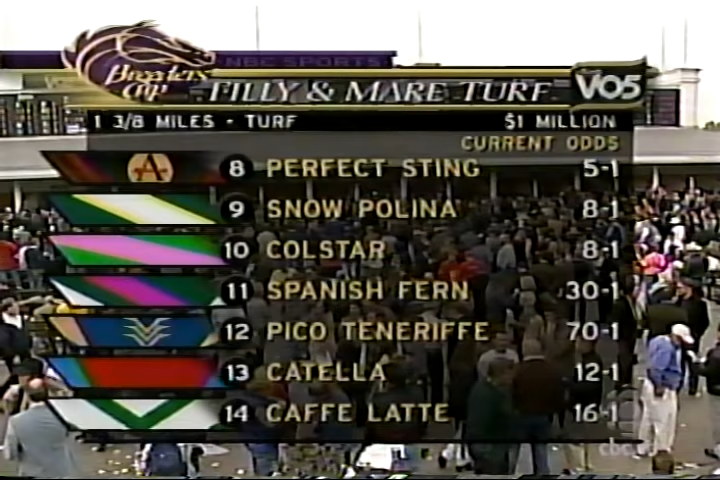 NBC SPORTS
Breeders'
Cup
FILLY & MARE TURF
VO5
1 3/8 MILES • TURF $1 MILLION
CURRENT ODDS
A 8 PERFECT STING 5-1
9 SNOW POLINA 8-1
10 COLSTAR 8-1
11 SPANISH FERN 30-1
12 PICO TENERIFFE 70-1
13 CATELLA 12-1
14 CAFFE LATTE 16-1
cbc